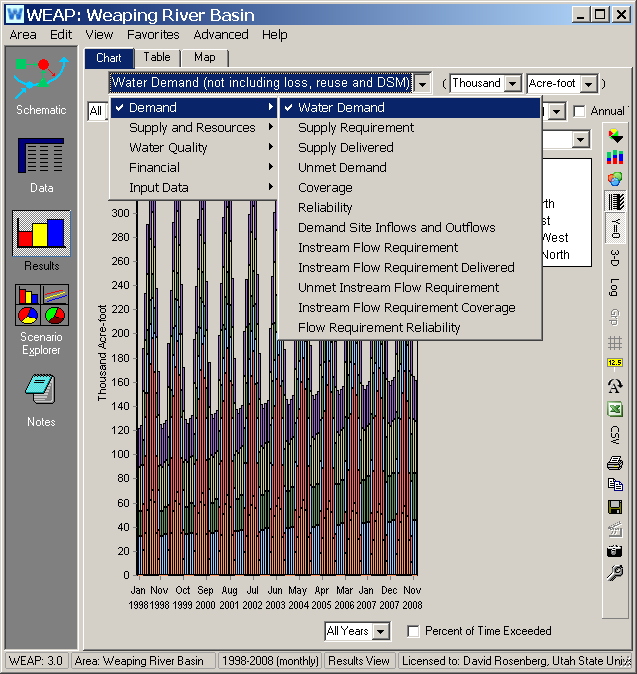 WEAP: Weaping River Basin
Area Edit View Favorites Advanced Help
Chart Table Map
Water Demand (not including loss, reuse and DSM)
( Thousand Acre-foot )
All
Annual
Demand
Supply and Resources
Water Quality
Financial
Input Data
Water Demand
Supply Requirement
Supply Delivered
Unmet Demand
Coverage
Reliability
Demand Site Inflows and Outflows
Instream Flow Requirement
Instream Flow Requirement Delivered
Unmet Instream Flow Requirement
Instream Flow Requirement Coverage
Flow Requirement Reliability
Schematic
Data
Results
Scenario
Explorer
Notes
rth
st
West
North
Y=0
3-D
Log
Grp
12.5
CSV
Thousand Acre-foot
300
280
260
240
220
200
180
160
140
120
100
80
60
40
20
0
Jan Nov Oct Sep Aug Jul Jun May Apr Mar Jan Dec Nov
1998 1998 1999 2000 2001 2002 2003 2004 2005 2006 2007 2007 2008
All Years
Percent of Time Exceeded
WEAP: 3.0
Area: Weaping River Basin
1998-2008 (monthly)
Results View
Licensed to: David Rosenberg, Utah State Univ